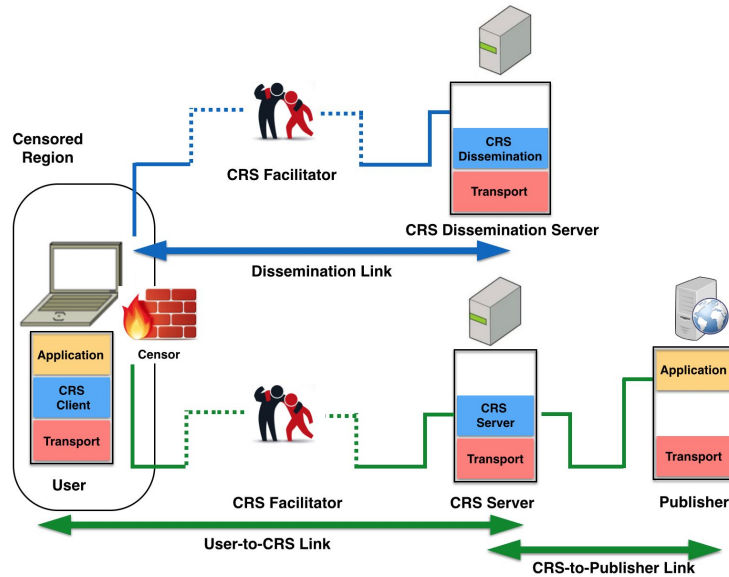 CRS
Dissemination
Transport
Censored
Region
CRS Facilitator
CRS Dissemination Server
Dissemination Link
Censor
Application
CRS
Client
Transport
User
CRS
Server
Transport
Application
Transport
CRS Facilitator
CRS Server
Publisher
User-to-CRS Link
CRS-to-Publisher Link